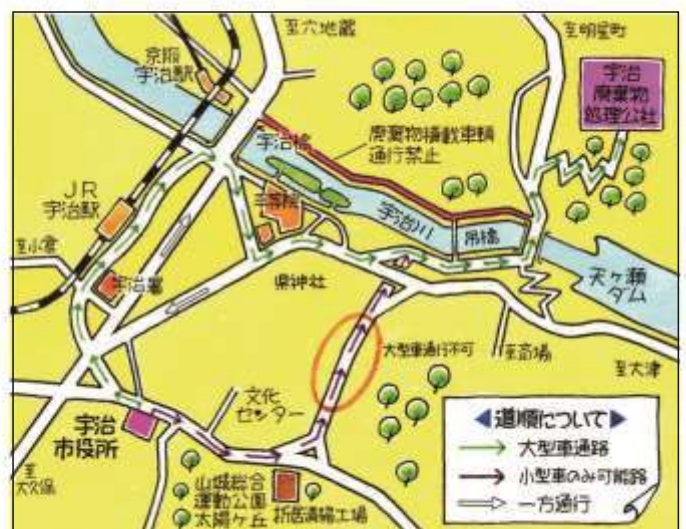 至六地蔵
至明星町
京阪
宇治駅
宇治
廃棄物
処理公社
宇治橋
廃棄物積載車輌
通行禁止
JR
宇治駅
平等院
宇治川
吊橋
至小倉
天ヶ瀬
ダム
宇治署
県神社
大型車通行不可
至斎場
至大津
文化
センター
宇治
市役所
◀道順について▶
大型車通路
小型車のみ可能路
一方通行
至
大久保
山城総合
運動公園
太陽ヶ丘
折居清掃工場